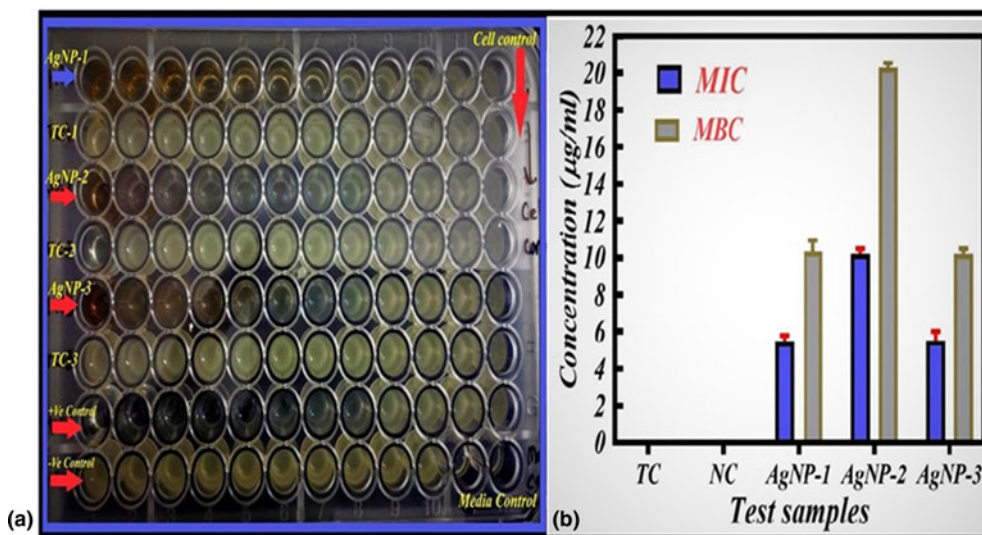 Cell control
AgNP-1
TC-1
AgNP-2
TC-2
AgNP-3
TC-3
+Ve Control
-Ve Control
Media Control
(a)
22
20
18
16
14
12
10
8
6
4
2
0
Concentration (µg/ml)
MIC
MBC
TC NC AgNP-1 AgNP-2 AgNP-3
Test samples
(b)